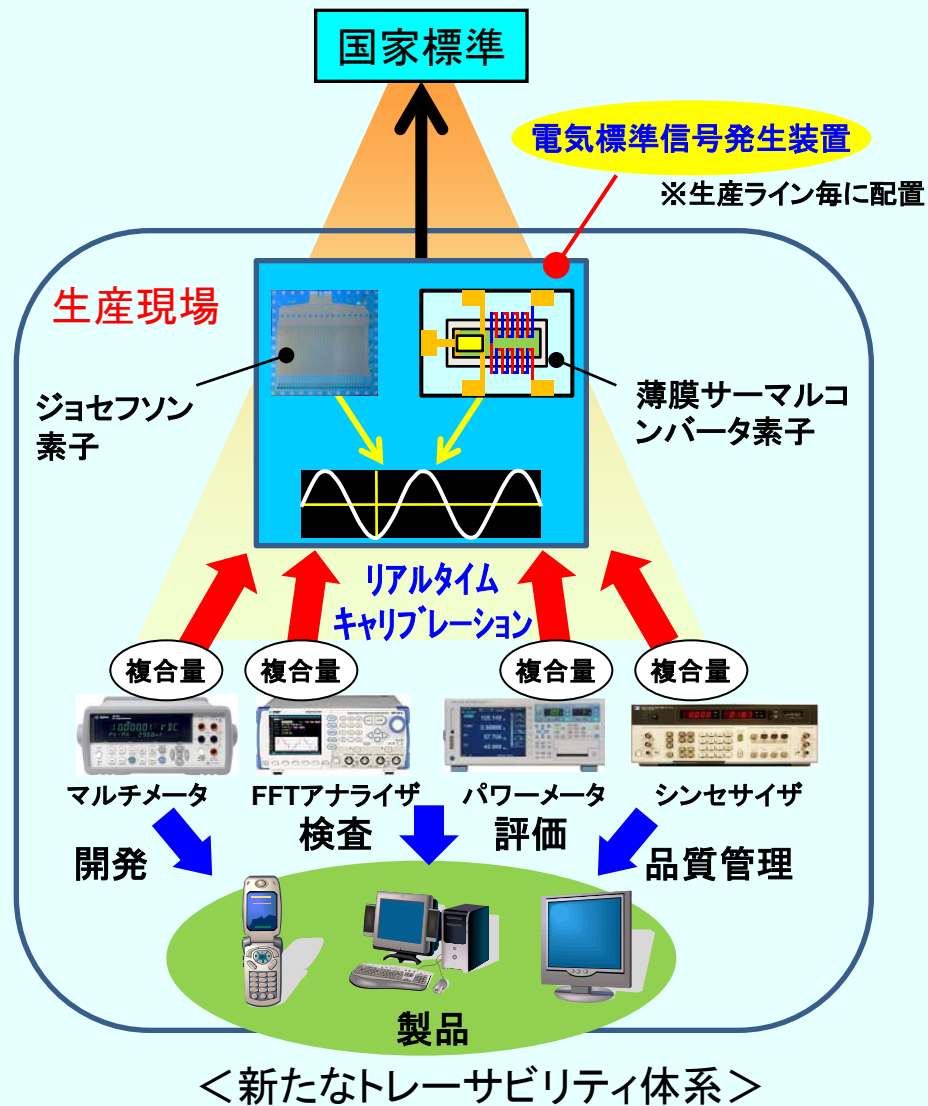 国家標準
電気標準信号発生装置
※生産ライン毎に配置
生産現場
ジョセフソン
素子
薄膜サーマルコ
ンバータ素子
リアルタイム
キャリブレーション
複合量
複合量
複合量
複合量
マルチメータ
FFTアナライザ
パワーメータ
シンセサイザ
開発
検査
評価
品質管理
製品
＜新たなトレーサビリティ体系＞